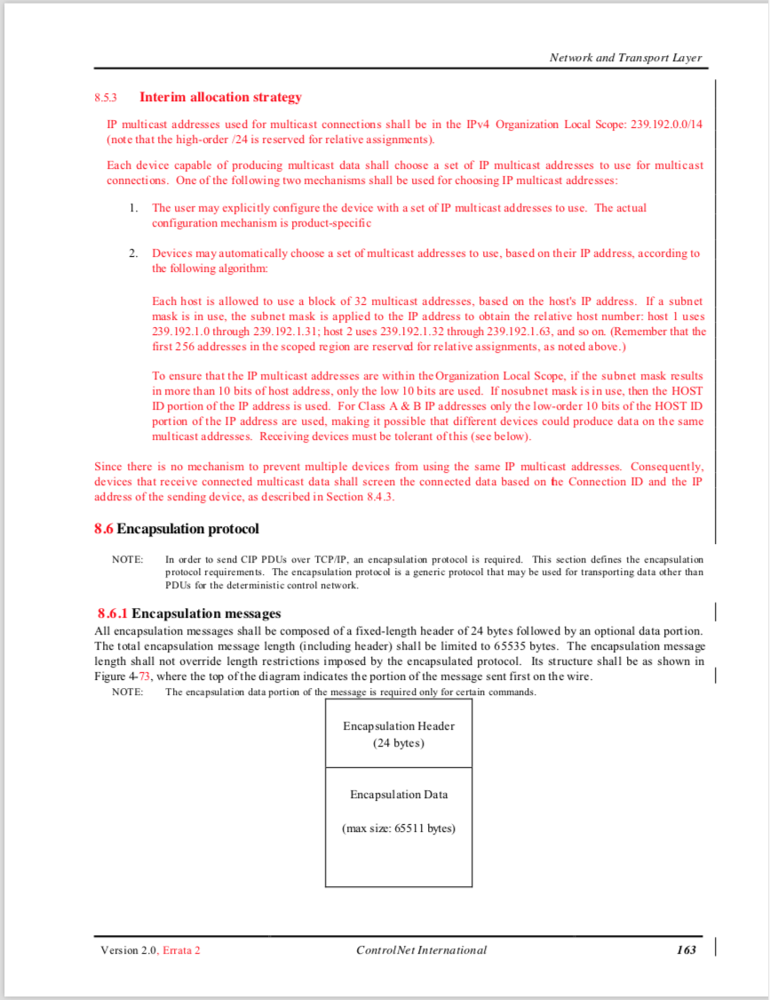 Network and Transport Layer
8.5.3 Interim allocation strategy
IP multicast addresses used for multicast connections shall be in the IPv4 Organization Local Scope: 239.192.0.0/14
(note that the high-order /24 is reserved for relative assignments).
Each device capable of producing multicast data shall choose a set of IP multicast addresses to use for multicast
connections. One of the following two mechanisms shall be used for choosing IP multicast addresses:
1. The user may explicitly configure the device with a set of IP multicast addresses to use. The actual
configuration mechanism is product-specific
2. Devices may automatically choose a set of multicast addresses to use, based on their IP address, according to
the following algorithm:
Each host is allowed to use a block of 32 multicast addresses, based on the host's IP address. If a subnet
mask is in use, the subnet mask is applied to the IP address to obtain the relative host number: host 1 uses
239.192.1.0 through 239.192.1.31; host 2 uses 239.192.1.32 through 239.192.1.63, and so on. (Remember that the
first 256 addresses in the scoped region are reserved for relative assignments, as noted above.)
To ensure that the IP multicast addresses are within the Organization Local Scope, if the subnet mask results
in more than 10 bits of host address, only the low 10 bits are used. If no subnet mask is in use, then the HOST
ID portion of the IP address is used. For Class A & B IP addresses only the low-order 10 bits of the HOST ID
portion of the IP address are used, making it possible that different devices could produce data on the same
multicast addresses. Receiving devices must be tolerant of this (see below).
Since there is no mechanism to prevent multiple devices from using the same IP multicast addresses. Consequently,
devices that receive connected multicast data shall screen the connected data based on the Connection ID and the IP
address of the sending device, as described in Section 8.4.3.
8.6 Encapsulation protocol
NOTE: In order to send CIP PDUs over TCP/IP, an encapsulation protocol is required. This section defines the encapsulation
protocol requirements. The encapsulation protocol is a generic protocol that may be used for transporting data other than
PDUs for the deterministic control network.
8.6.1 Encapsulation messages
All encapsulation messages shall be composed of a fixed-length header of 24 bytes followed by an optional data portion.
The total encapsulation message length (including header) shall be limited to 65535 bytes. The encapsulation message
length shall not override length restrictions imposed by the encapsulated protocol. Its structure shall be as shown in
Figure 4-73, where the top of the diagram indicates the portion of the message sent first on the wire.
NOTE: The encapsulation data portion of the message is required only for certain commands.
Encapsulation Header
(24 bytes)
Encapsulation Data
(max size: 65511 bytes)
Version 2.0, Errata 2 ControlNet International 163